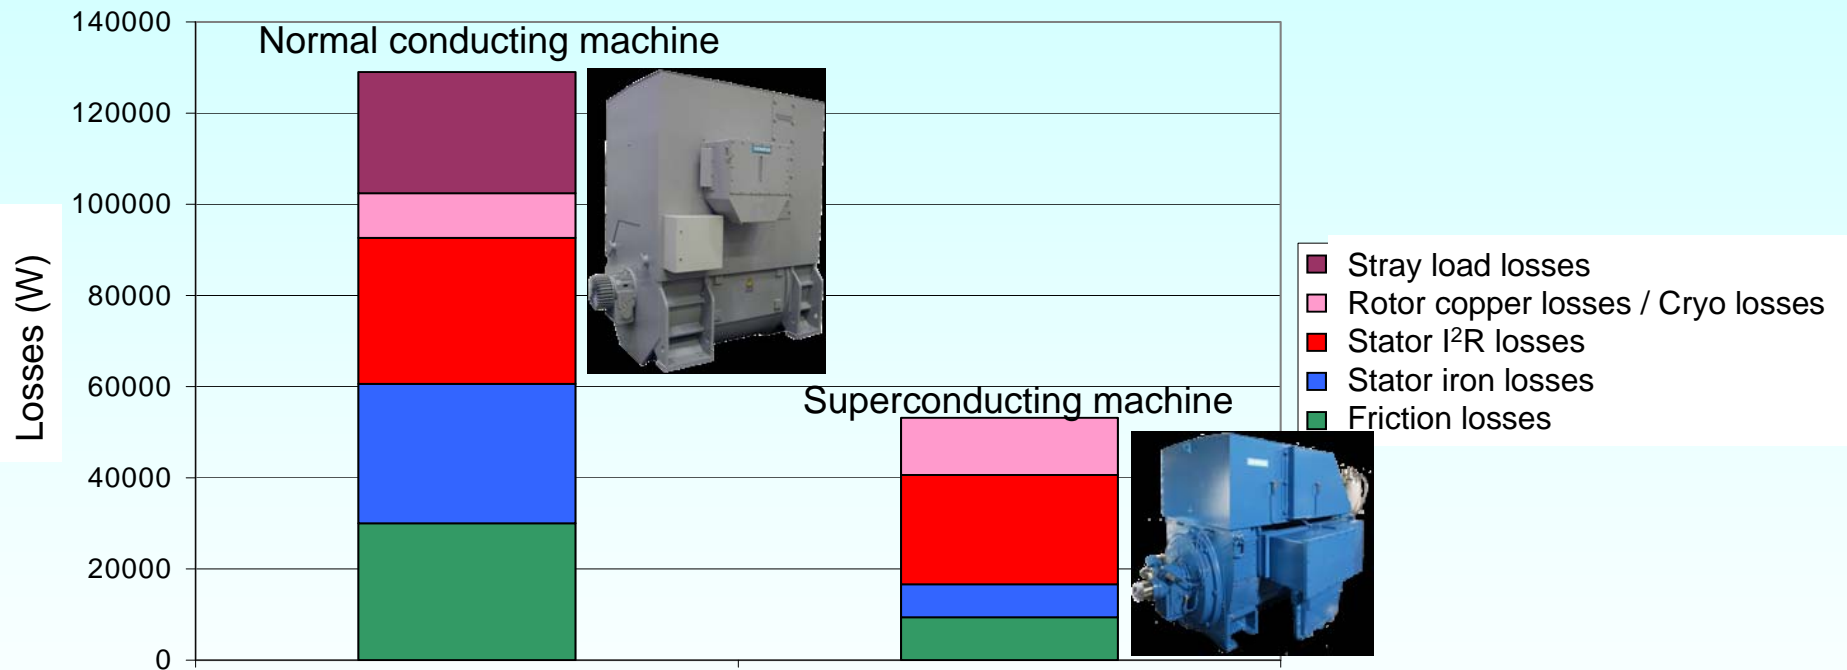 140000
120000
100000
80000
60000
40000
20000
0
Losses (W)
Normal conducting machine
Superconducting machine
Stray load losses
Rotor copper losses / Cryo losses
Stator I²R losses
Stator iron losses
Friction losses